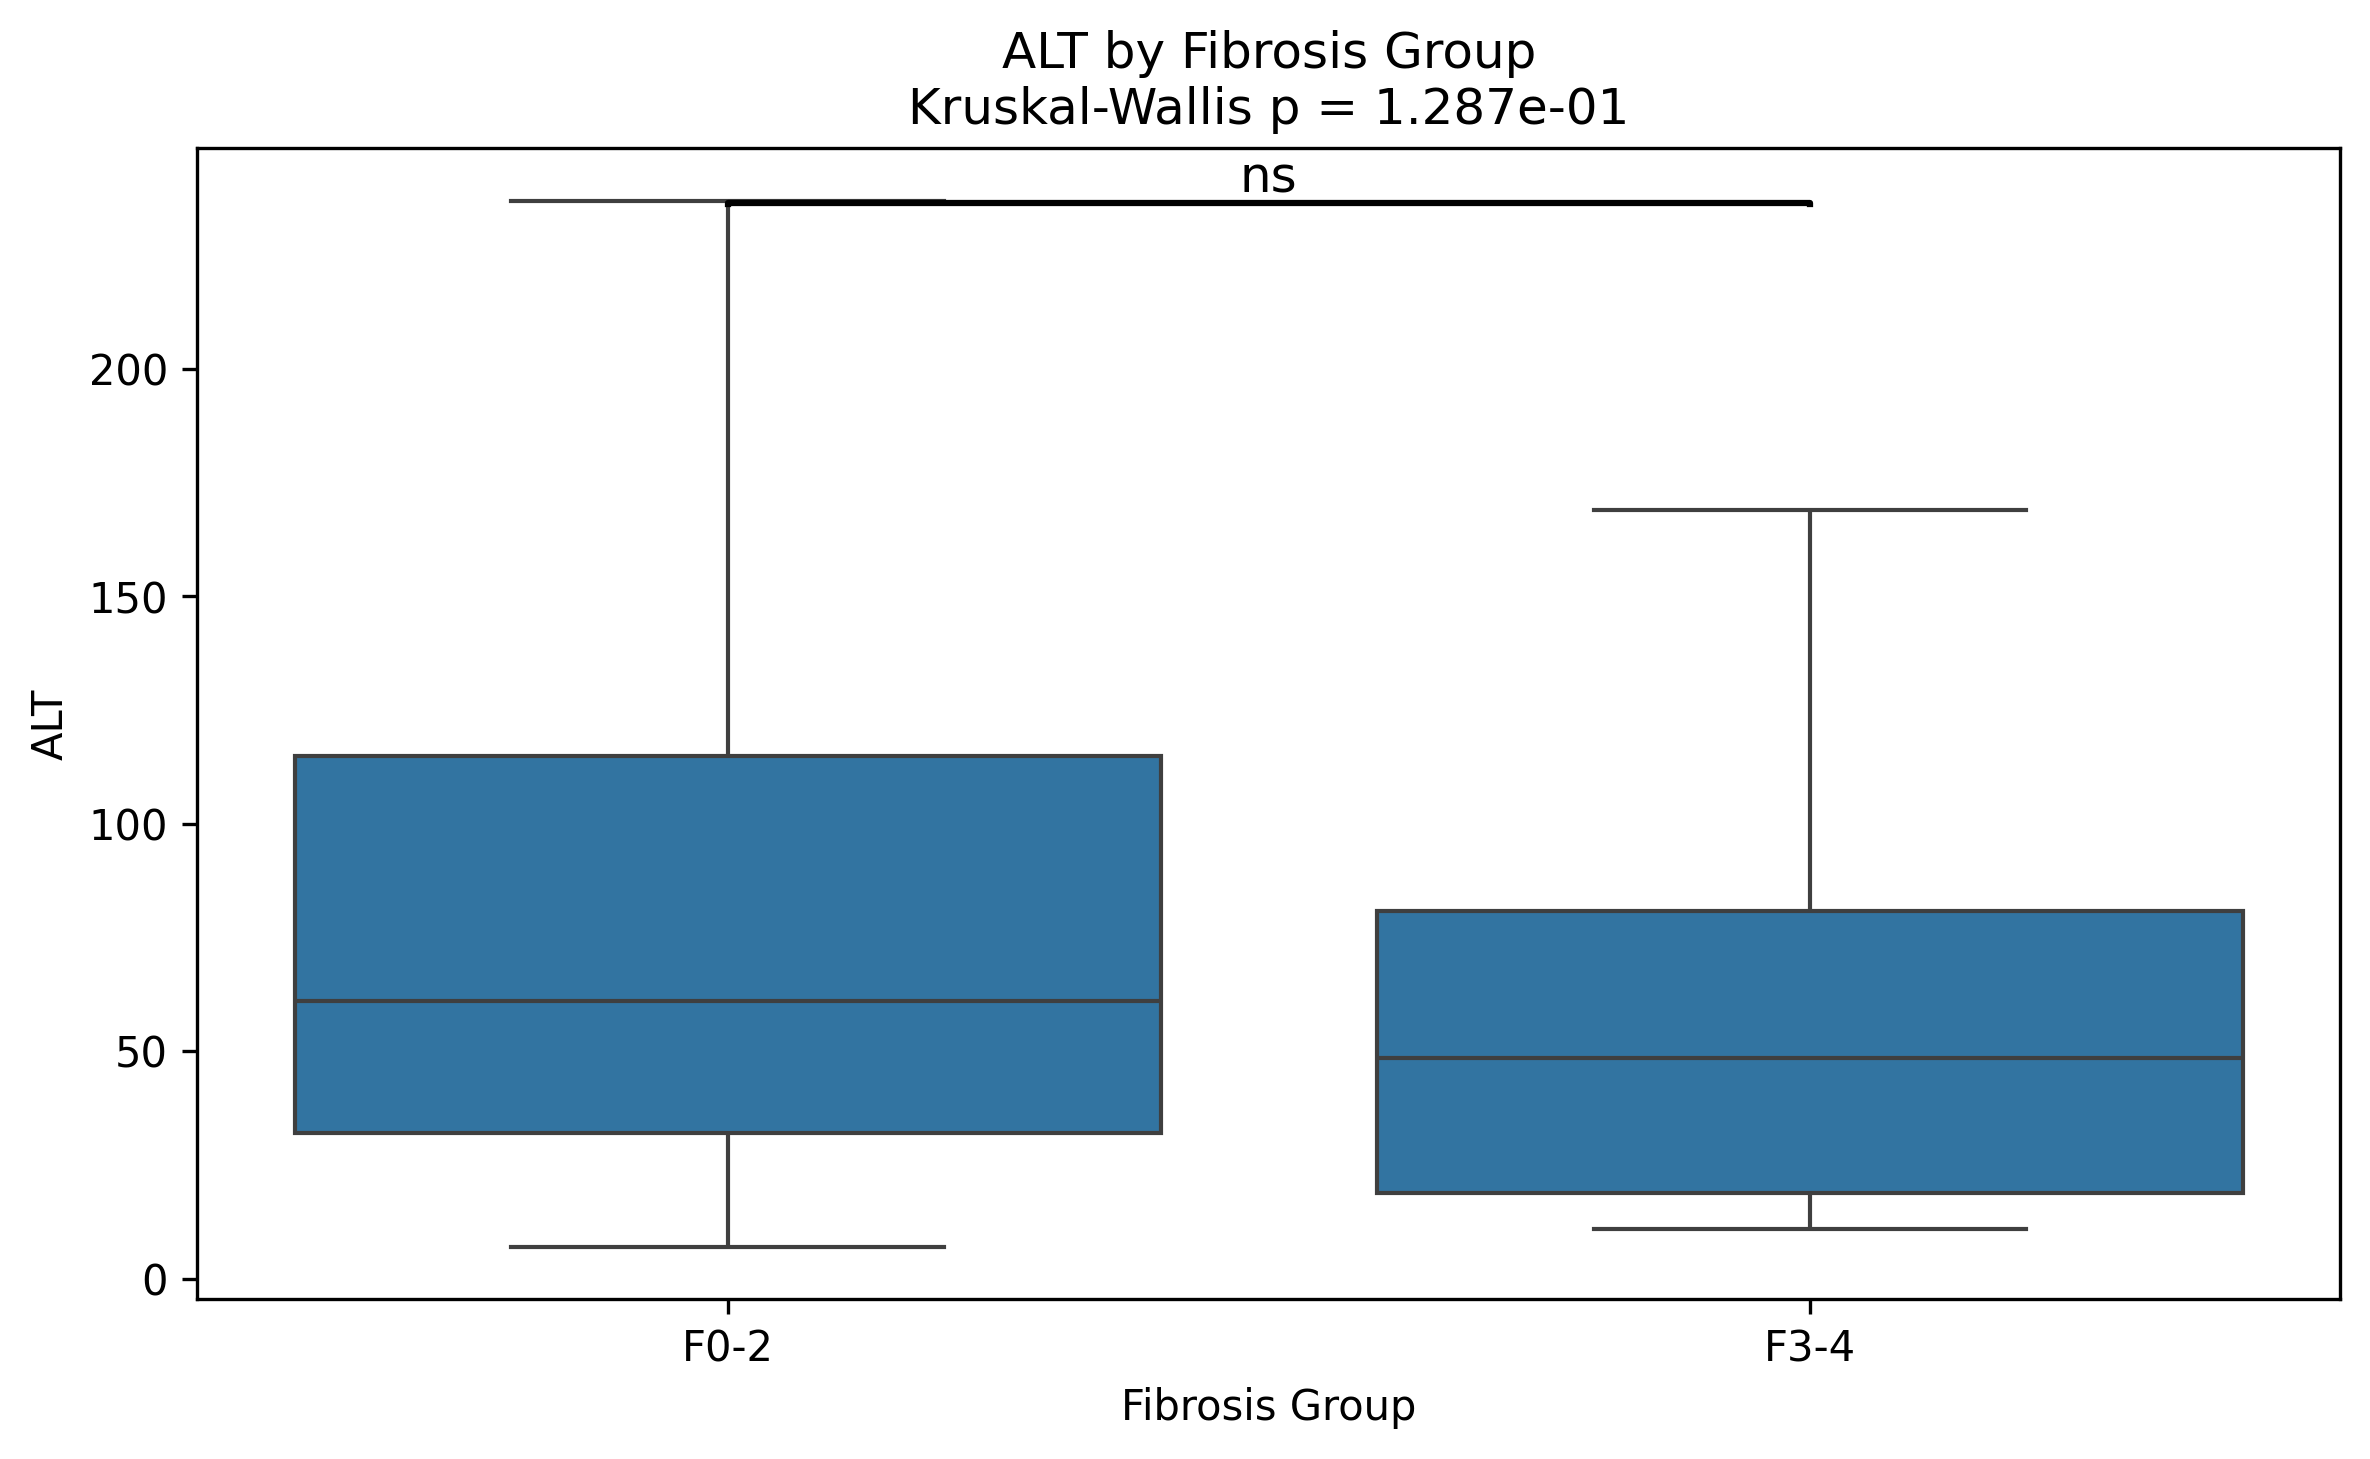 ALT by Fibrosis Group
Kruskal-Wallis p = 1.287e-01
ns
200
150
100
50
0
ALT
F0-2
F3-4
Fibrosis Group